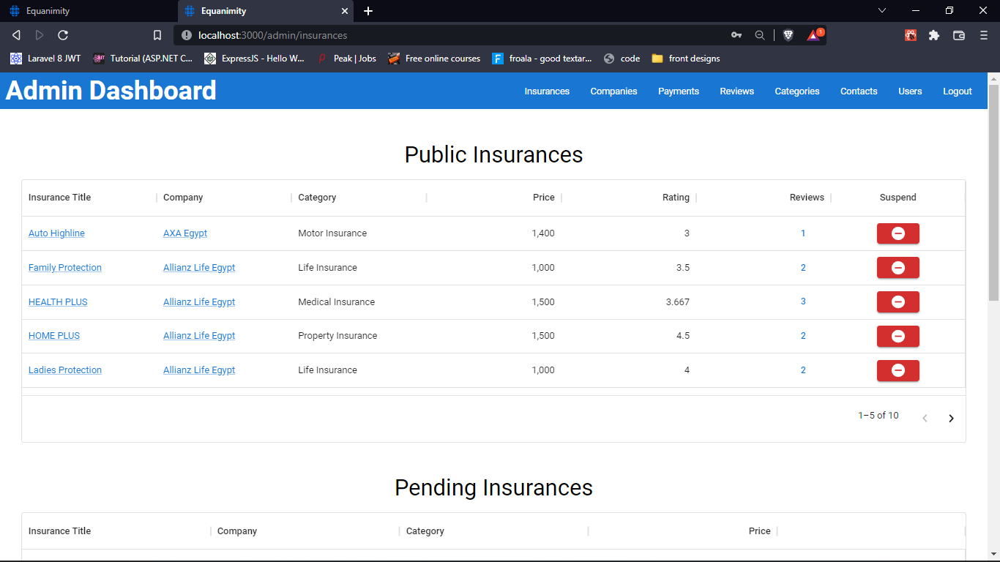 Equanimity
Equanimity
localhost:3000/admin/insurances
1
Laravel 8 JWT
Tutorial (ASP.NET C...
ExpressJS - Hello W...
Peak | Jobs
Free online courses
froala - good textar...
code
front designs
Admin Dashboard
Insurances
Companies
Payments
Reviews
Categories
Contacts
Users
Logout
Public Insurances
Insurance Title Company Category Price Rating Reviews Suspend
Auto Highline AXA Egypt Motor Insurance 1,400 3 1
Family Protection Allianz Life Egypt Life Insurance 1,000 3.5 2
HEALTH PLUS Allianz Life Egypt Medical Insurance 1,500 3.667 3
HOME PLUS Allianz Life Egypt Property Insurance 1,500 4.5 2
Ladies Protection Allianz Life Egypt Life Insurance 1,000 4 2
1–5 of 10
Pending Insurances
Insurance Title Company Category Price